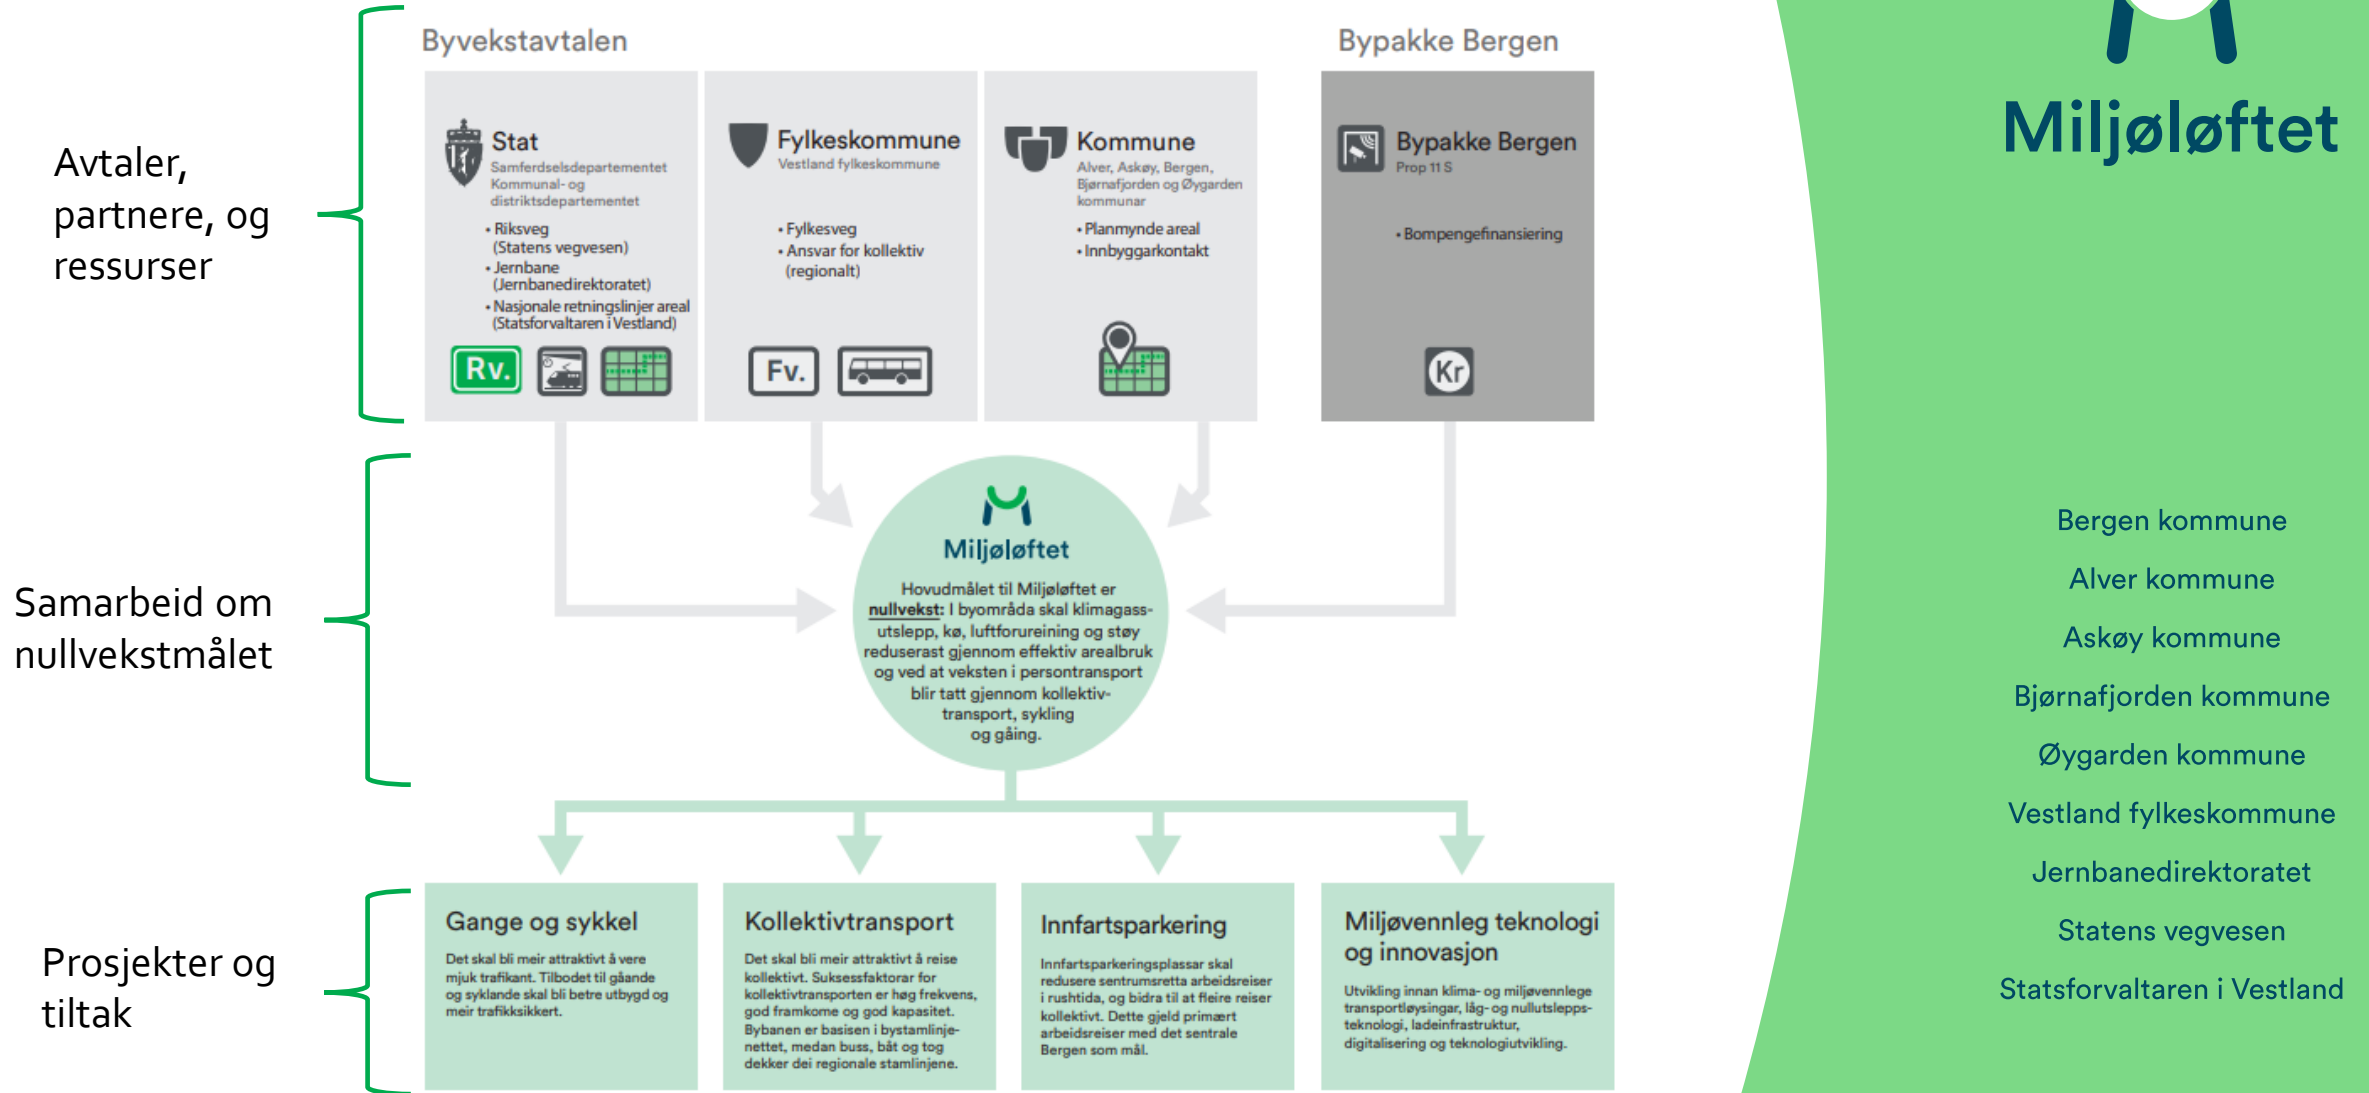 Avtaler,
partnere, og
ressurser
Byvekstavtalen
Stat
Samferdselsdepartementet
Kommunal- og
distriktsdepartementet
• Riksveg
(Statens vegvesen)
• Jernbane
(Jernbanedirektoratet)
• Nasjonale retningslinjer areal
(Statsforvaltaren i Vestland)
Rv.
Fylkeskommune
Vestland fylkeskommune
• Fylkesveg
• Ansvar for kollektiv
(regionalt)
Fv.
Kommune
Alver, Askøy, Bergen,
Bjørnafjorden og Øygarden
kommunar
• Planmynde areal
• Innbyggarkontakt
Bypakke Bergen
Bypakke Bergen
Prop 11 S
• Bompengefinansiering
Kr
Samarbeid om
nullvekstmålet
Miljøløftet
Hovudmålet til Miljøløftet er
nullvekst: I byområda skal klimagass-
utslepp, kø, luftforureining og støy
reduserast gjennom effektiv arealbruk
og ved at veksten i persontransport
blir tatt gjennom kollektiv-
transport, sykling
og gåing.
Prosjekter og
tiltak
Gange og sykkel
Det skal bli meir attraktivt å vere
mjuk trafikant. Tilbodet til gåande
og syklande skal bli betre utbygd og
meir trafikksikkert.
Kollektivtransport
Det skal bli meir attraktivt å reise
kollektivt. Suksessfaktorar for
kollektivtransporten er høg frekvens,
god framkome og god kapasitet.
Bybanen er basisen i bystamlinje-
nettet, medan buss, båt og tog
dekker dei regionale stamlinjene.
Innfartsparkering
Innfartsparkeringsplassar skal
redusere sentrumsretta arbeidsreiser
i rushtida, og bidra til at fleire reiser
kollektivt. Dette gjeld primært
arbeidsreiser med det sentrale
Bergen som mål.
Miljøvennleg teknologi
og innovasjon
Utvikling innan klima- og miljøvennlege
transportløysingar, låg- og nullutslepps-
teknologi, ladeinfrastruktur,
digitalisering og teknologiutvikling.
Miljøløftet
Bergen kommune
Alver kommune
Askøy kommune
Bjørnafjorden kommune
Øygarden kommune
Vestland fylkeskommune
Jernbanedirektoratet
Statens vegvesen
Statsforvaltaren i Vestland